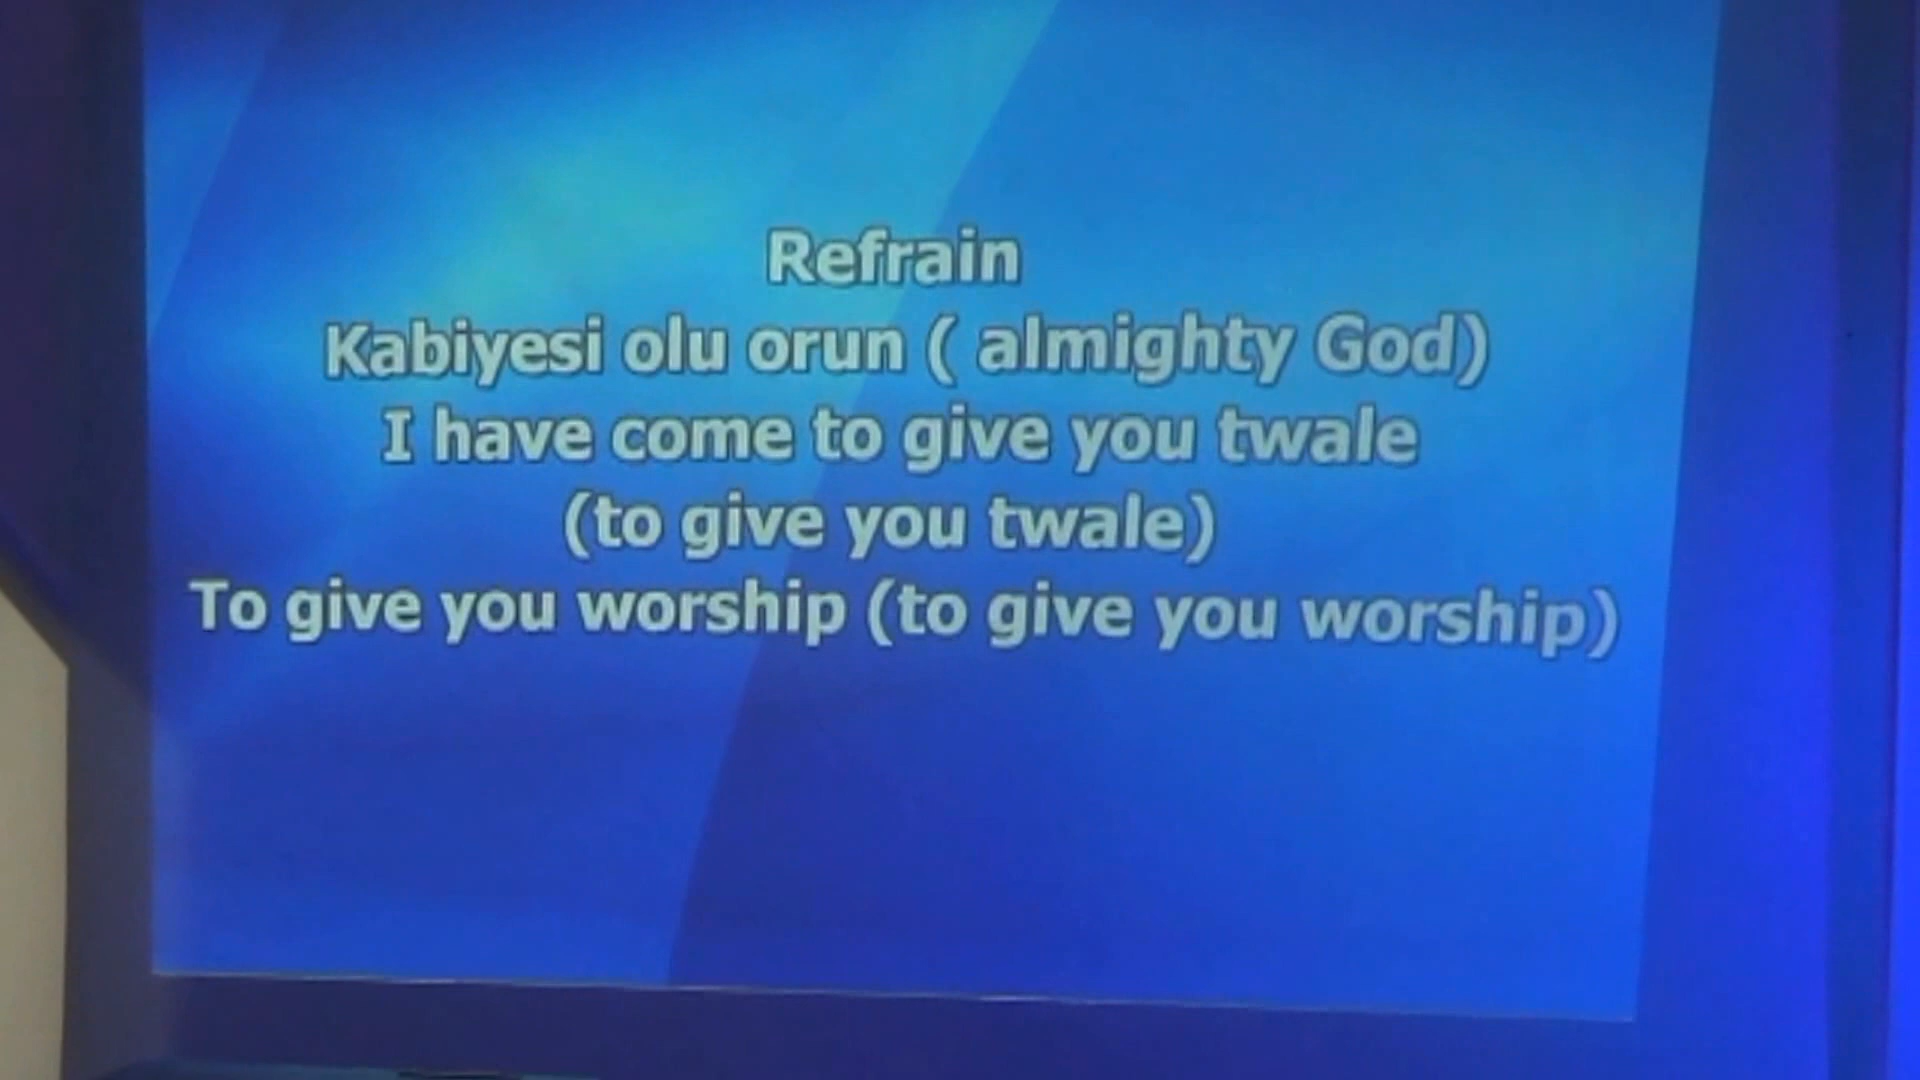 Refrain
Kabiyesi olu orun ( almighty God)
I have come to give you twale
(to give you twale)
To give you worship (to give you worship)